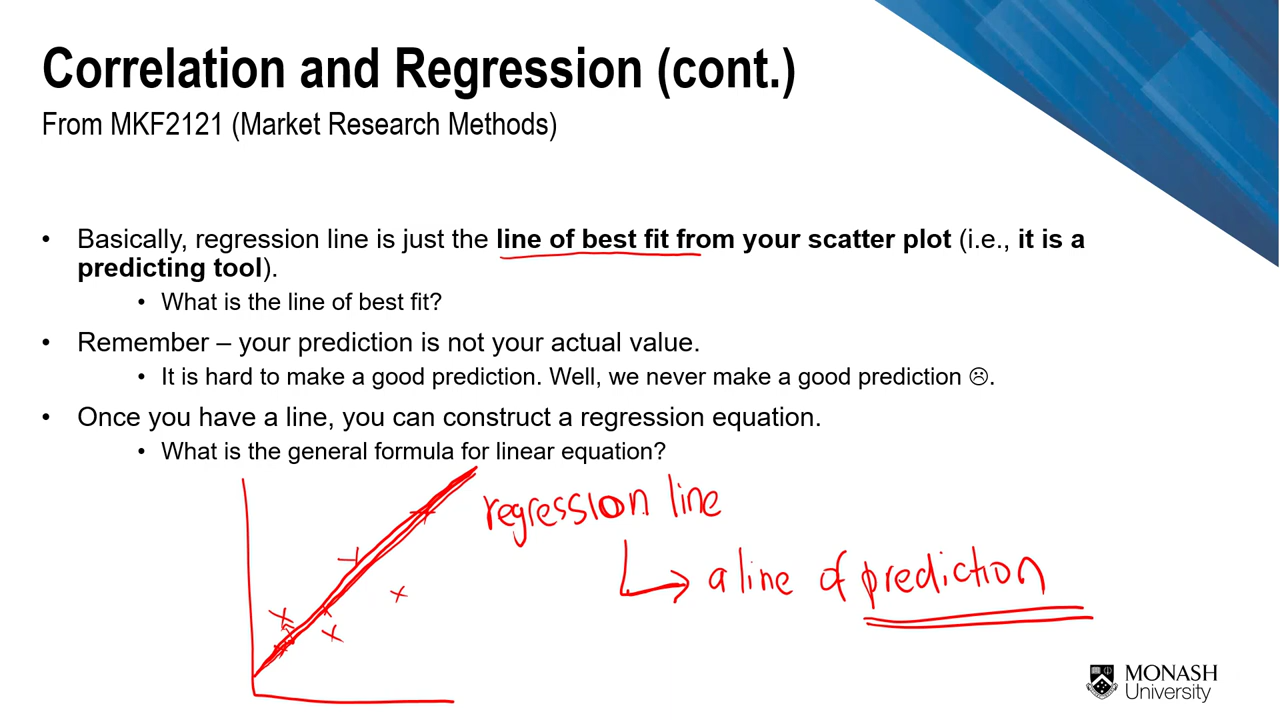 Correlation and Regression (cont.)
From MKF2121 (Market Research Methods)
• Basically, regression line is just the line of best fit from your scatter plot (i.e., it is a
predicting tool).
• What is the line of best fit?
• Remember – your prediction is not your actual value.
• It is hard to make a good prediction. Well, we never make a good prediction ☹.
• Once you have a line, you can construct a regression equation.
• What is the general formula for linear equation?
regression line
a line of prediction
MONASH
University